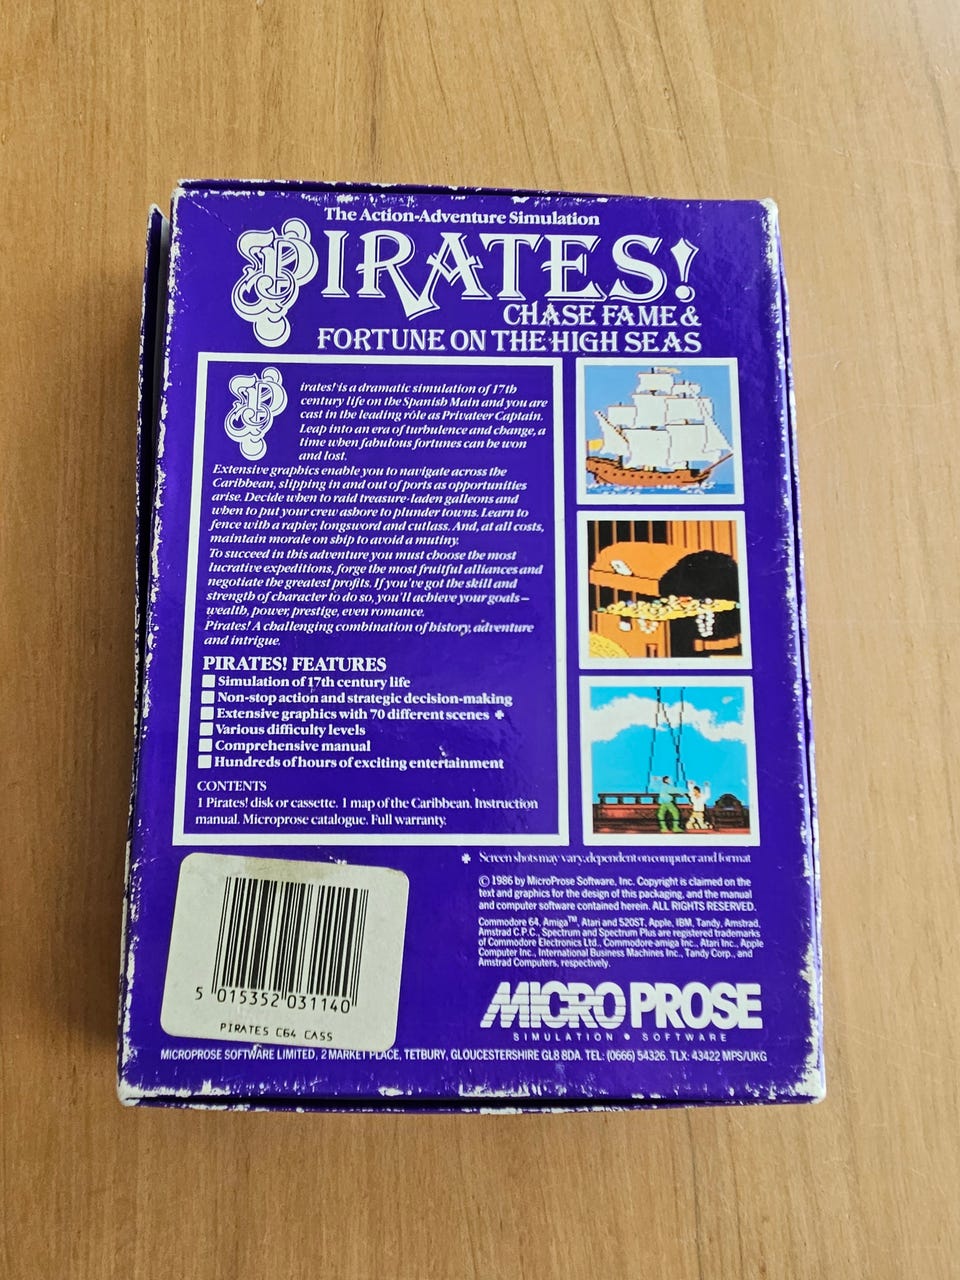 The Action-Adventure Simulation
PIRATES!
CHASE FAME &
FORTUNE ON THE HIGH SEAS
P irates! is a dramatic simulation of 17th
century life on the Spanish Main and you are
cast in the leading rôle as Privateer Captain.
Leap into an era of turbulence and change, a
time when fabulous fortunes can be won
and lost.
Extensive graphics enable you to navigate across the
Caribbean, slipping in and out of ports as opportunities
arise. Decide when to raid treasure-laden galleons and
when to put your crew ashore to plunder towns. Learn to
fence with a rapier, longsword and cutlass. And, at all costs,
maintain morale on ship to avoid a mutiny.
To succeed in this adventure you must choose the most
lucrative expeditions, forge the most fruitful alliances and
negotiate the greatest profits. If you've got the skill and
strength of character to do so, you'll achieve your goals –
wealth, power, prestige, even romance.
Pirates! A challenging combination of history, adventure
and intrigue.
PIRATES! FEATURES
Simulation of 17th century life
Non-stop action and strategic decision-making
Extensive graphics with 70 different scenes ✚
Various difficulty levels
Comprehensive manual
Hundreds of hours of exciting entertainment
CONTENTS
1 Pirates! disk or cassette. 1 map of the Caribbean. Instruction
manual. Microprose catalogue. Full warranty.
✚ Screen shots may vary, dependent on computer and format
© 1986 by MicroProse Software, Inc. Copyright is claimed on the
text and graphics for the design of this packaging, and the manual
and computer software contained herein. ALL RIGHTS RESERVED.
Commodore 64, Amiga™, Atari and 520ST, Apple, IBM, Tandy, Amstrad,
Amstrad C.P.C., Spectrum and Spectrum Plus are registered trademarks
of Commodore Electronics Ltd., Commodore-amiga Inc., Atari Inc., Apple
Computer Inc., International Business Machines Inc., Tandy Corp., and
Amstrad Computers, respectively.
5 015352 031140
PIRATES C64 CASS
MICRO PROSE
SIMULATION • SOFTWARE
MICROPROSE SOFTWARE LIMITED, 2 MARKET PLACE, TETBURY, GLOUCESTERSHIRE GL8 8DA. TEL: (0666) 54326. TLX: 43422 MPS/UKG